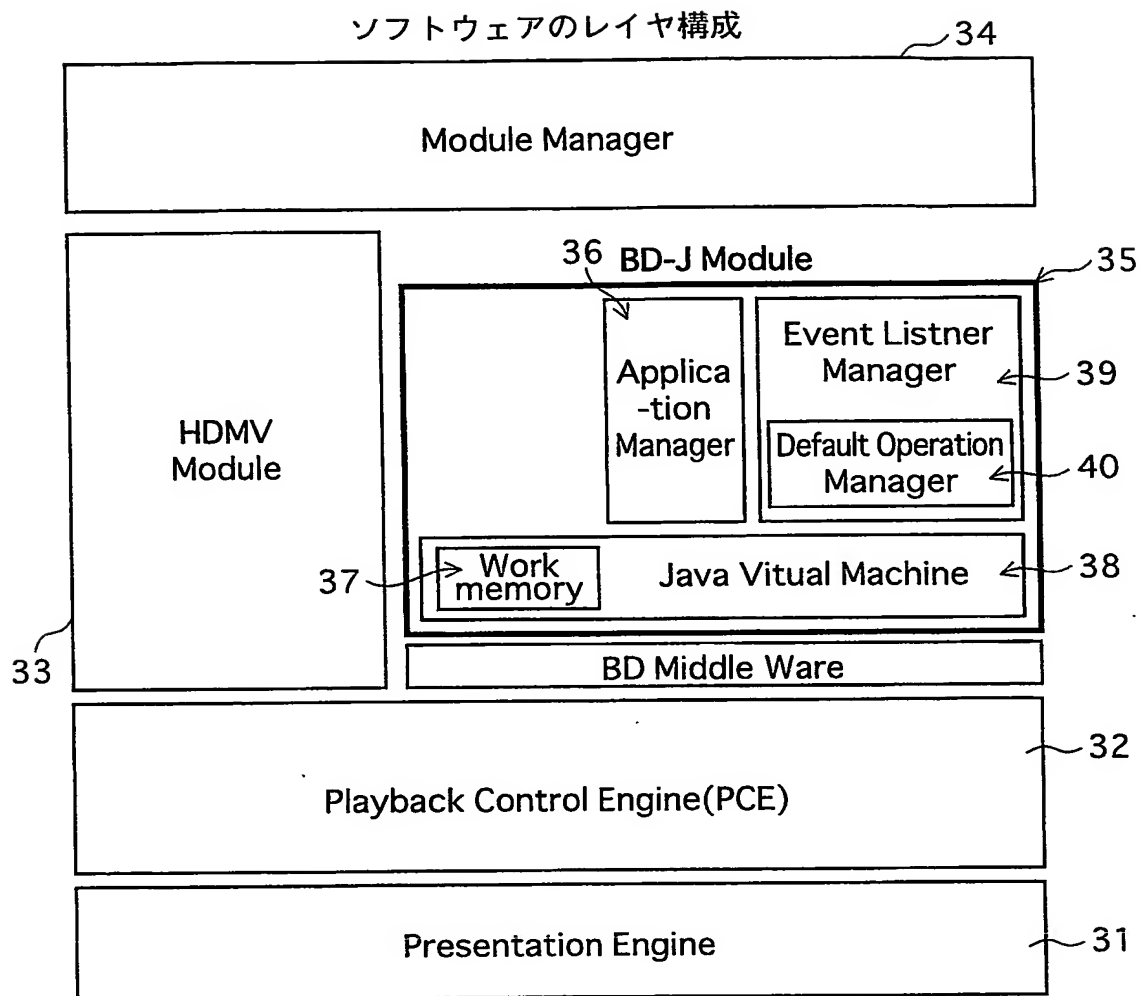 ソフトウェアのレイヤ構成
34
Module Manager
36
BD-J Module
35
Event Listner
Manager
39
Applica
-tion
Manager
HDMV
Module
Default Operation
Manager
40
37
Work
memory
Java Vitual Machine
38
33
BD Middle Ware
32
Playback Control Engine(PCE)
Presentation Engine
31